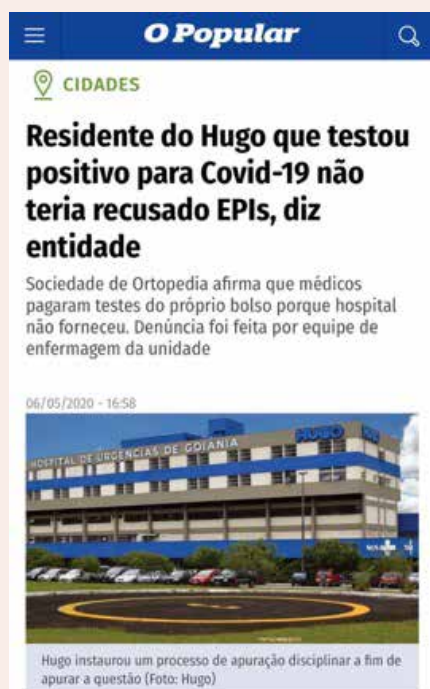 O Popular
CIDADES
Residente do Hugo que testou
positivo para Covid-19 não
teria recusado EPIs, diz
entidade
Sociedade de Ortopedia afirma que médicos
pagaram testes do próprio bolso porque hospital
não forneceu. Denúncia foi feita por equipe de
enfermagem da unidade
06/05/2020 - 16:58
HOSPITAL DE URGENCIAS DE GOIANIA
HUGO
Hugo instaurou um processo de apuração disciplinar a fim de
apurar a questão (Foto: Hugo)